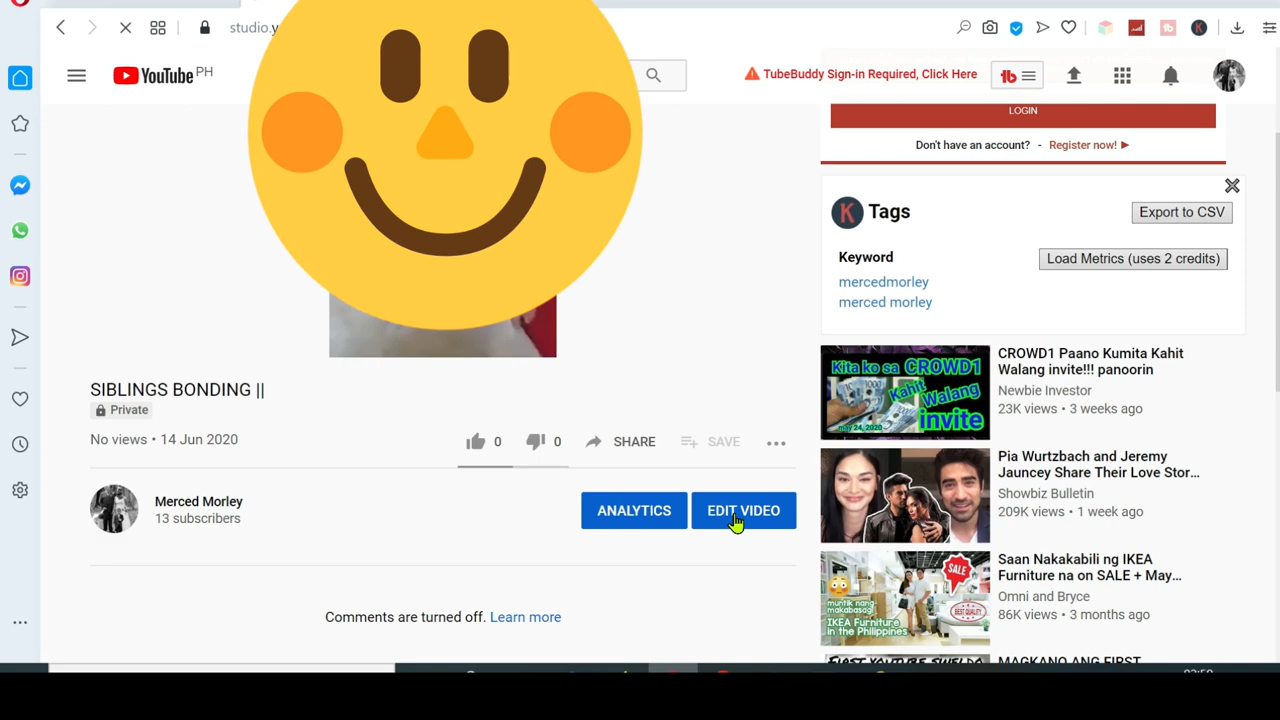 studio.y
YouTube PH
TubeBuddy Sign-in Required, Click Here
tb
LOGIN
Don't have an account? - Register now!
K Tags
Export to CSV
Keyword
Load Metrics (uses 2 credits)
mercedmorley
merced morley
SIBLINGS BONDING ||
Private
No views • 14 Jun 2020
0
0
SHARE
SAVE
Merced Morley
13 subscribers
ANALYTICS
EDIT VIDEO
Comments are turned off. Learn more
Kita ko sa CROWD1
Kahit
Walang
invite
may 24, 2020
CROWD1 Paano Kumita Kahit
Walang invite!!! panoorin
Newbie Investor
23K views • 3 weeks ago
Pia Wurtzbach and Jeremy
Jauncey Share Their Love Stor...
Showbiz Bulletin
209K views • 1 week ago
SALE
muntik nang
makabasag!
BEST QUALITY
IKEA Furniture
in the Philippines
Saan Nakakabili ng IKEA
Furniture na on SALE + May...
Omni and Bryce
86K views • 3 months ago
FIRST YOUTUBE SWELDO
MAGKANO ANG FIRST